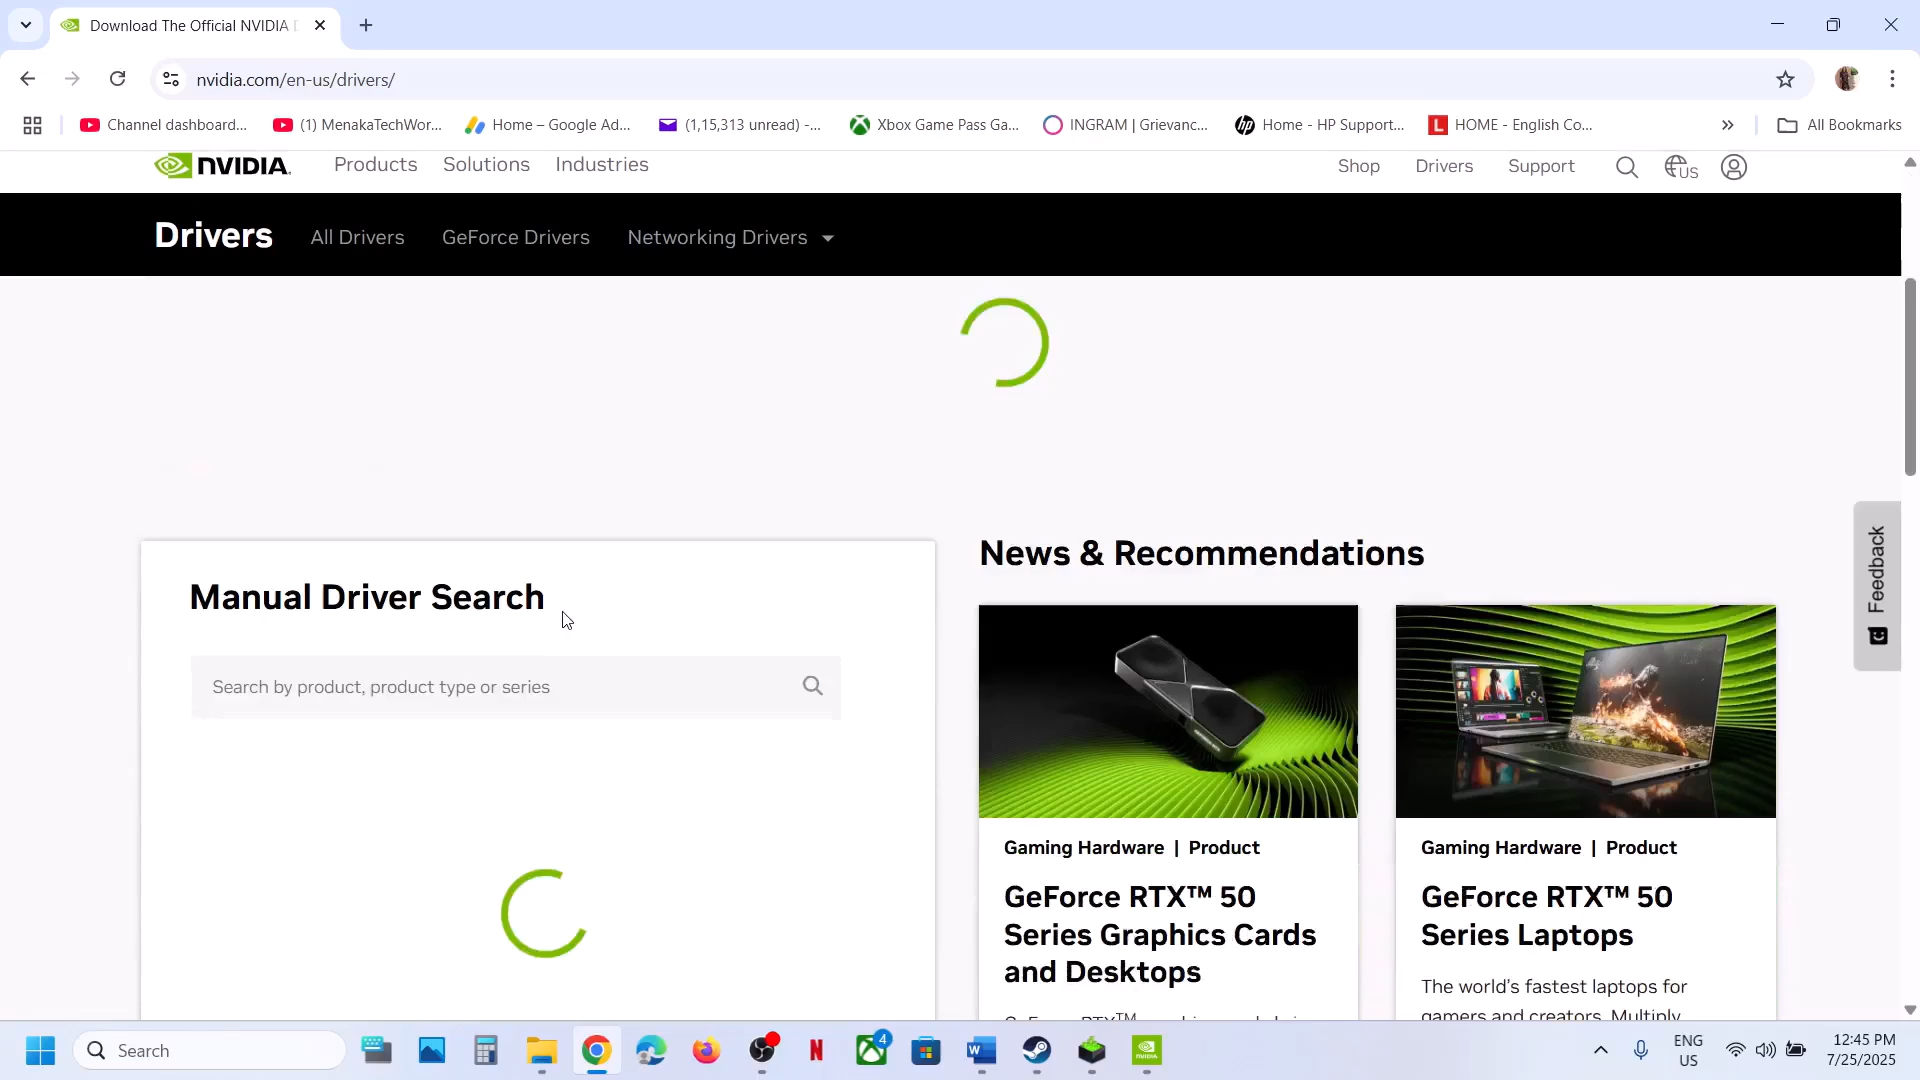 Download The Official NVIDIA
nvidia.com/en-us/drivers/
Channel dashboard...
(1) MenakaTechWor...
Home – Google Ad...
(1,15,313 unread) -...
Xbox Game Pass Ga...
INGRAM | Grievanc...
Home - HP Support...
HOME - English Co...
All Bookmarks
NVIDIA.
Products
Solutions
Industries
Shop
Drivers
Support
US
Drivers
All Drivers
GeForce Drivers
Networking Drivers
Manual Driver Search
Search by product, product type or series
News & Recommendations
Gaming Hardware | Product
GeForce RTX™ 50
Series Graphics Cards
and Desktops
Gaming Hardware | Product
GeForce RTX™ 50
Series Laptops
The world's fastest laptops for
gamers and creators. Multiply
Feedback
Search
4
ENG
US
12:45 PM
7/25/2025